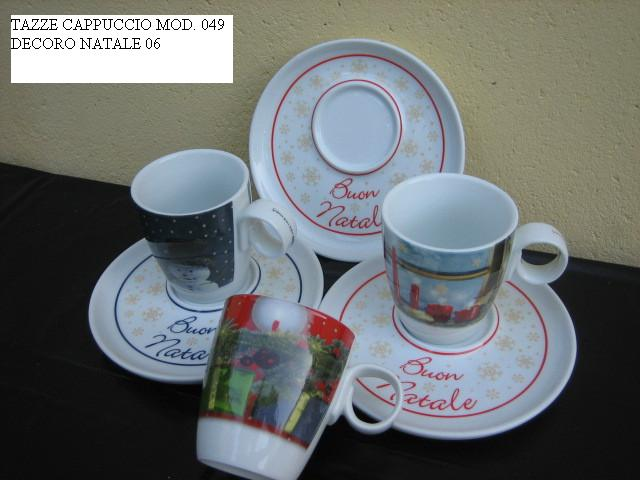 TAZZE CAPPUCCIO MOD. 049
DECORO NATALE 06
Buon
Natale
Buon
Natale
Buon
Natale